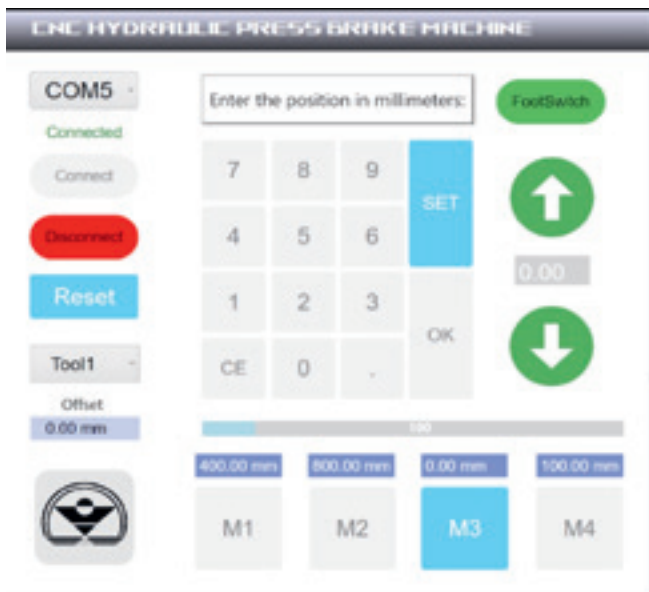 CNC HYDRAULIC PRESS BRAKE MACHINE
COM5
Connected
Connect
Disconnect
Reset
Tool1
Offset
0.00 mm
Enter the position in millimeters:
7 8 9
SET
4 5 6
1 2 3
OK
CE 0 .
FootSwitch
0.00
100
400.00 mm 800.00 mm 0.00 mm 100.00 mm
M1 M2 M3 M4